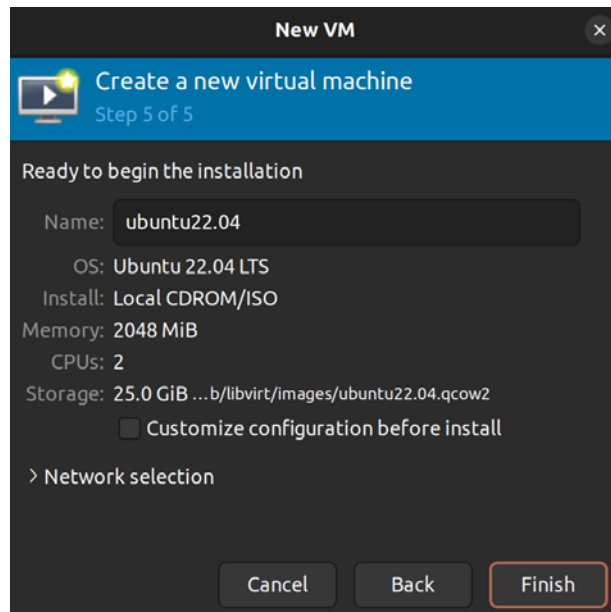 New VM
Create a new virtual machine
Step 5 of 5
Ready to begin the installation
Name: ubuntu22.04
OS: Ubuntu 22.04 LTS
Install: Local CDROM/ISO
Memory: 2048 MiB
CPUs: 2
Storage: 25.0 GiB ...b/libvirt/images/ubuntu22.04.qcow2
Customize configuration before install
Network selection
Cancel Back Finish